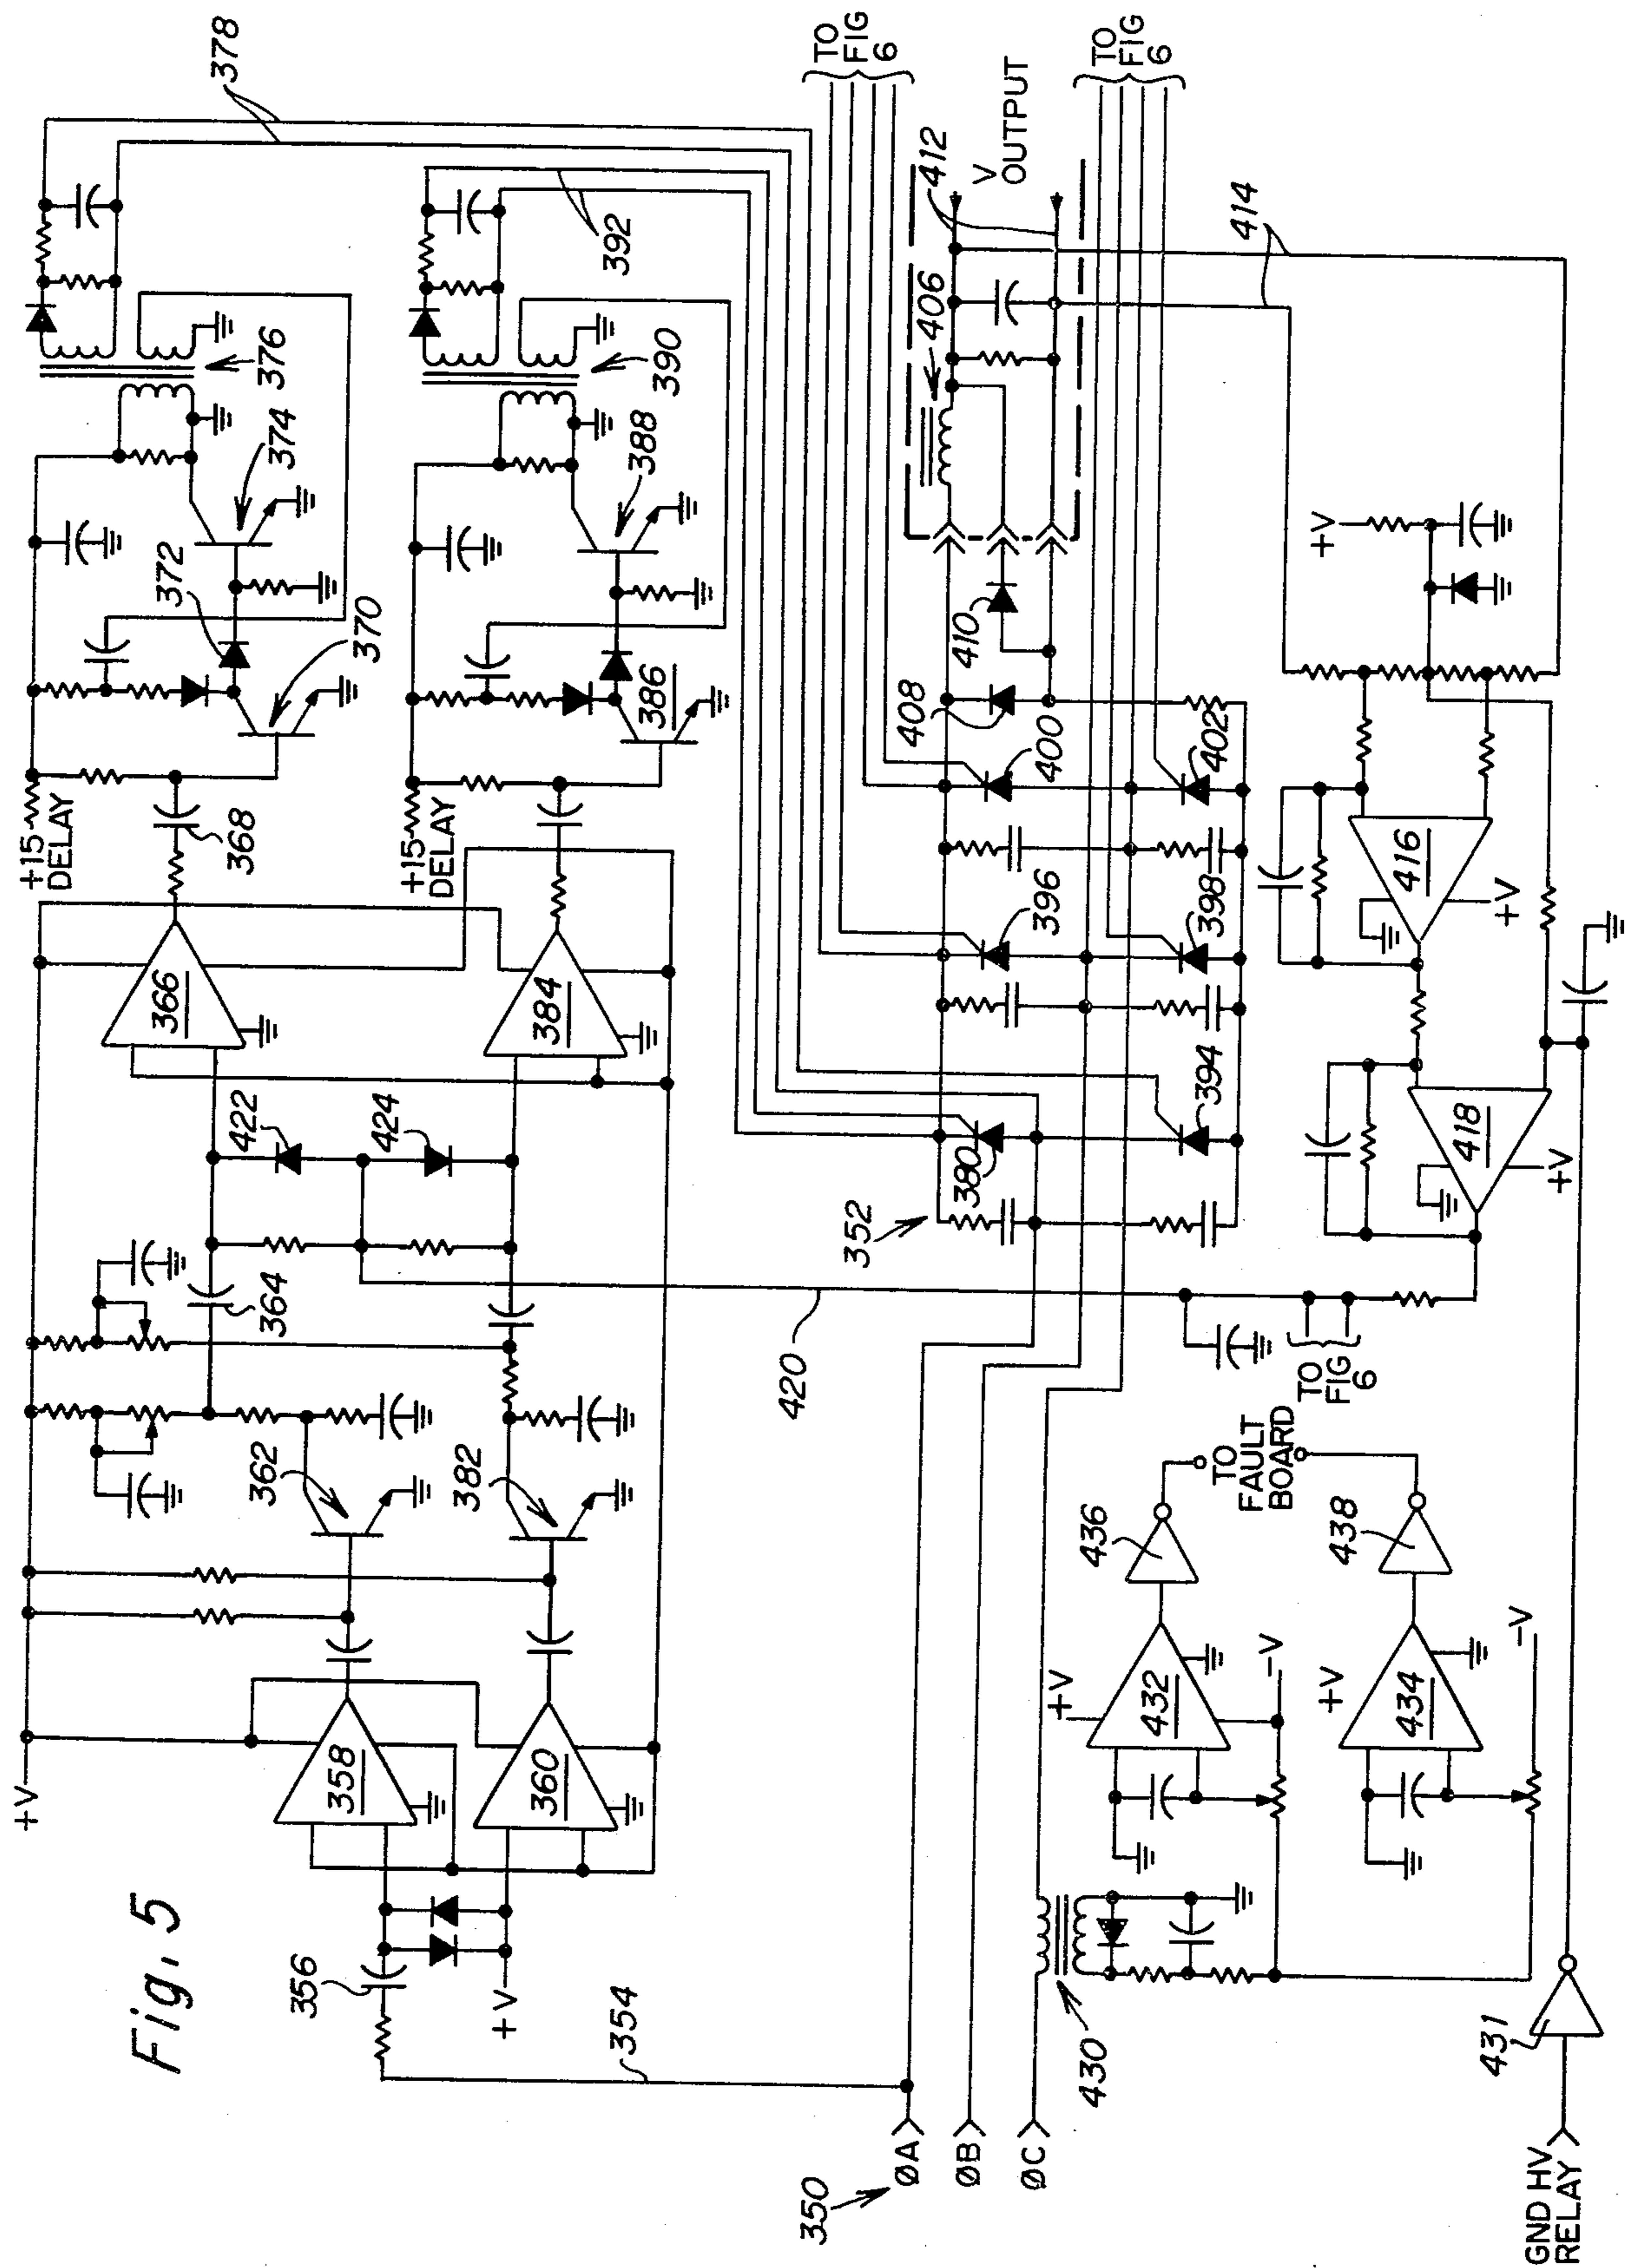 Fig. 5
+V
358
360
356
+V
354
362
382
364
422
424
366
384
368
+15
DELAY
+15
DELAY
370
372
374
376
378
386
388
390
392
TO
FIG
6
V
OUTPUT
412
406
TO
FIG
6
414
410
408
400
402
396
398
394
380
352
420
350
ØA
ØB
ØC
430
431
GND HV
RELAY
+V
432
-V
436
TO
FAULT
BOARD
+V
434
-V
438
TO
FIG
6
418
+V
416
+V
+V